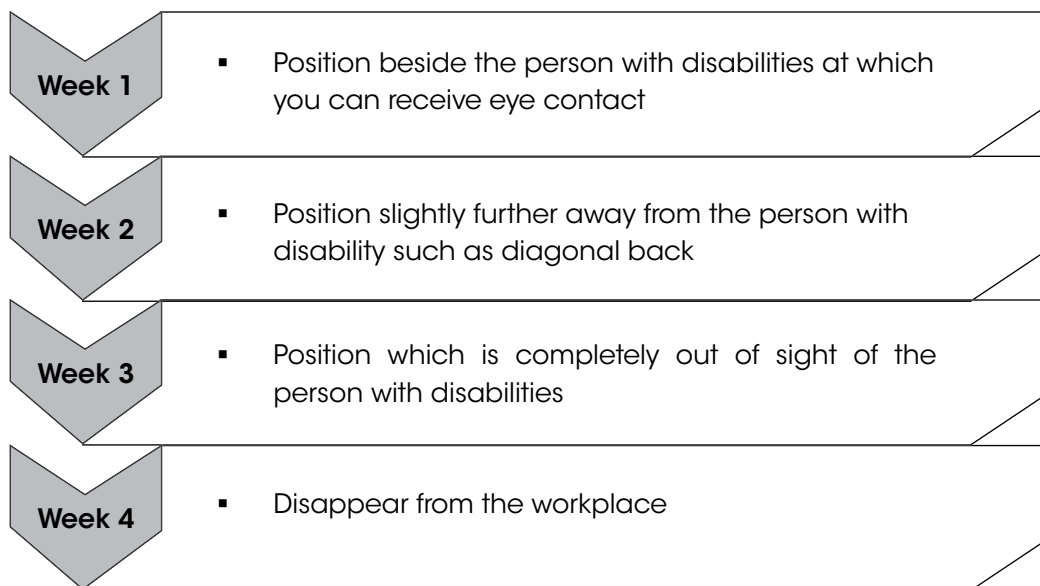 Week 1
▪ Position beside the person with disabilities at which
you can receive eye contact
Week 2
▪ Position slightly further away from the person with
disability such as diagonal back
Week 3
▪ Position which is completely out of sight of the
person with disabilities
Week 4
▪ Disappear from the workplace